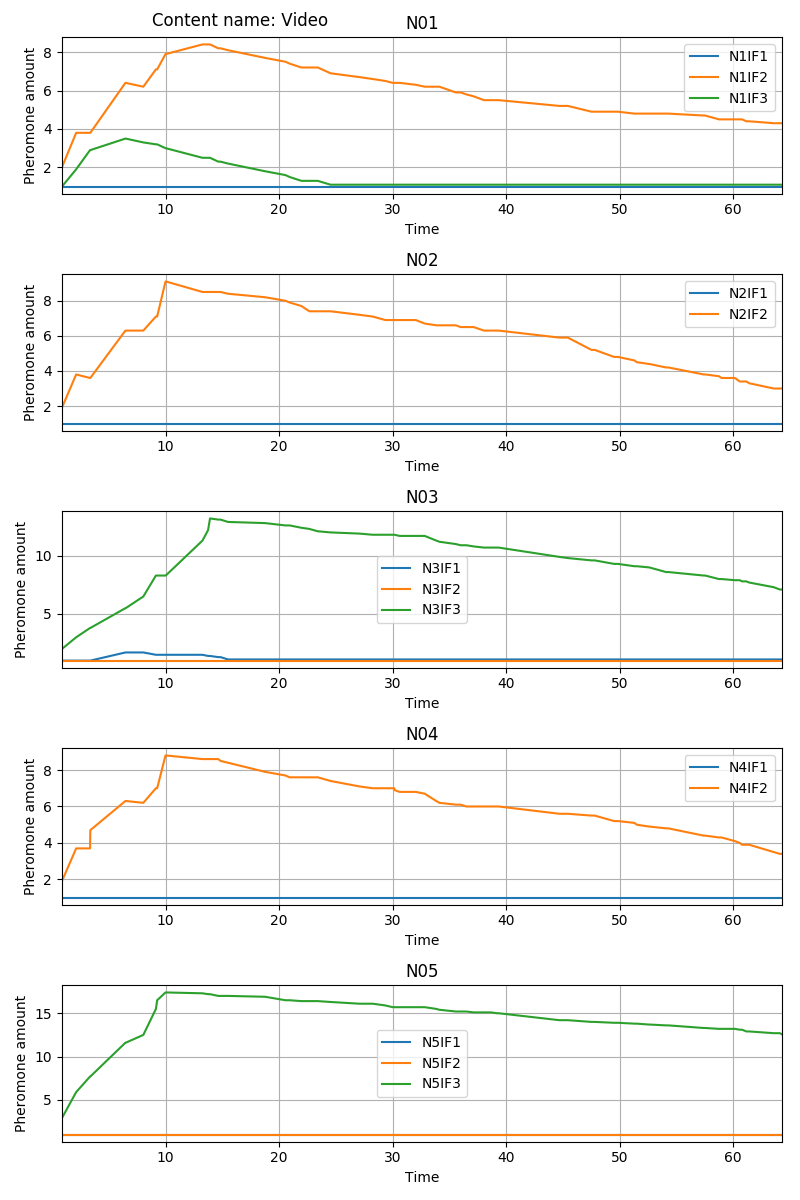 Content name: Video
N01
Pheromone amount
8
6
4
2
N1IF1
N1IF2
N1IF3
10 20 30 40 50 60
Time
N02
Pheromone amount
8
6
4
2
N2IF1
N2IF2
10 20 30 40 50 60
Time
N03
Pheromone amount
10
5
N3IF1
N3IF2
N3IF3
10 20 30 40 50 60
Time
N04
Pheromone amount
8
6
4
2
N4IF1
N4IF2
10 20 30 40 50 60
Time
N05
Pheromone amount
15
10
5
N5IF1
N5IF2
N5IF3
10 20 30 40 50 60
Time